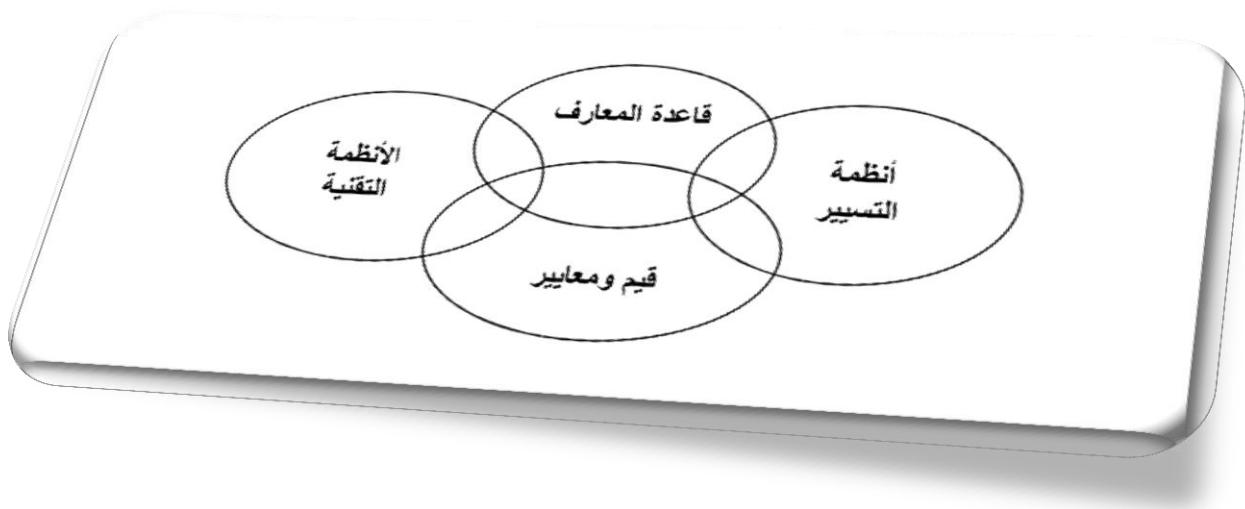 قاعدة المعارف
أنظمة
التسيير
الأنظمة
التقنية
قيم ومعايير